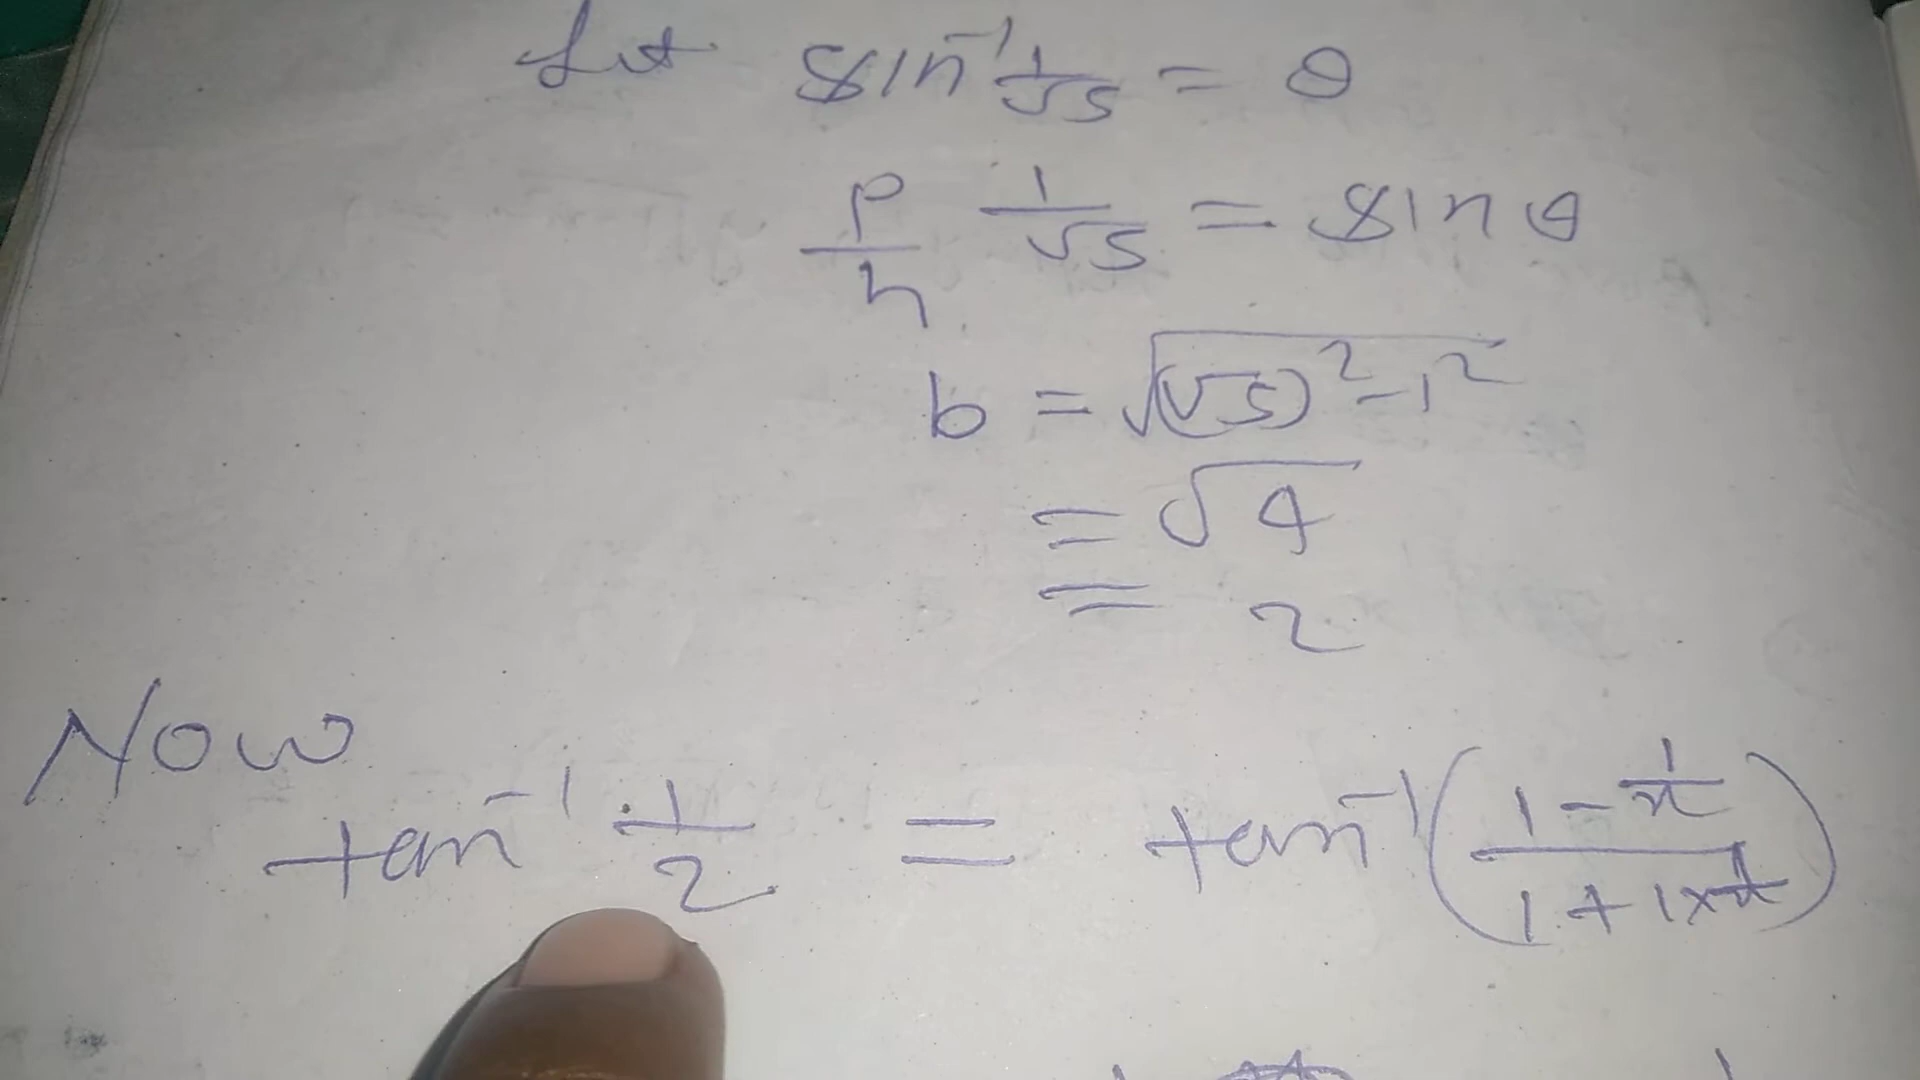 Let sin⁻¹ 1/√5 = θ
p/h 1/√5 = sin θ
b = √((√5)² - 1²)
= √4
= 2
Now
tan⁻¹ 1/2 = tan⁻¹((1 - 1/x)/(1 + 1×1/x))